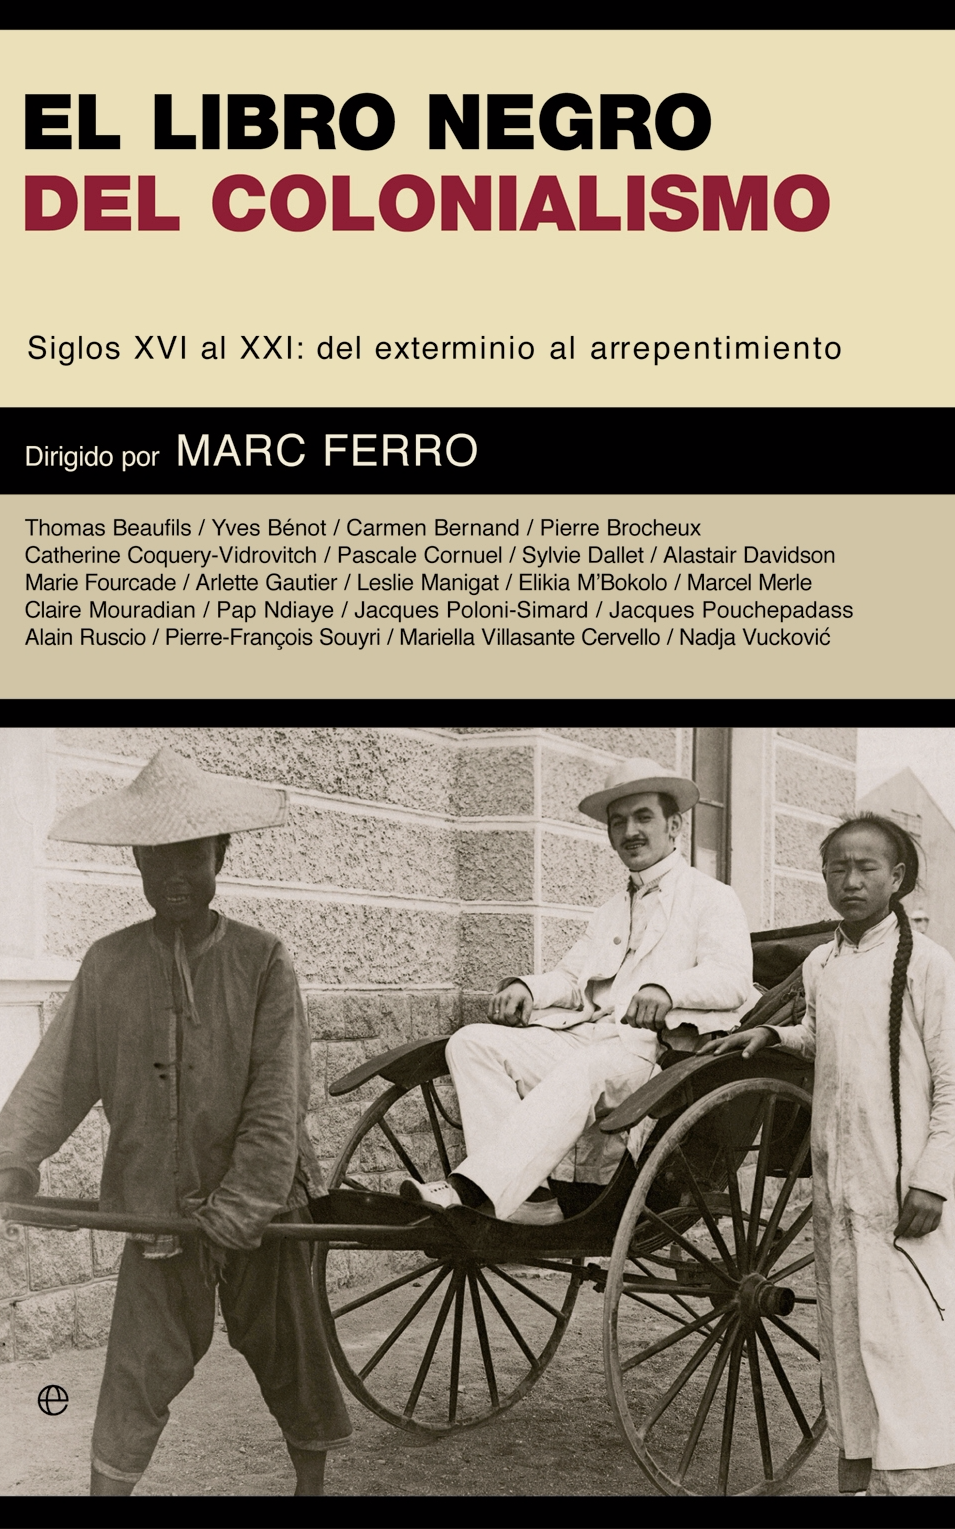 EL LIBRO NEGRO
DEL COLONIALISMO
Siglos XVI al XXI: del exterminio al arrepentimiento
Dirigido por MARC FERRO
Thomas Beaufils / Yves Bénot / Carmen Bernand / Pierre Brocheux
Catherine Coquery-Vidrovitch / Pascale Cornuel / Sylvie Dallet / Alastair Davidson
Marie Fourcade / Arlette Gautier / Leslie Manigat / Elikia M’Bokolo / Marcel Merle
Claire Mouradian / Pap Ndiaye / Jacques Poloni-Simard / Jacques Pouchepadass
Alain Ruscio / Pierre-François Souyri / Mariella Villasante Cervello / Nadja Vucković